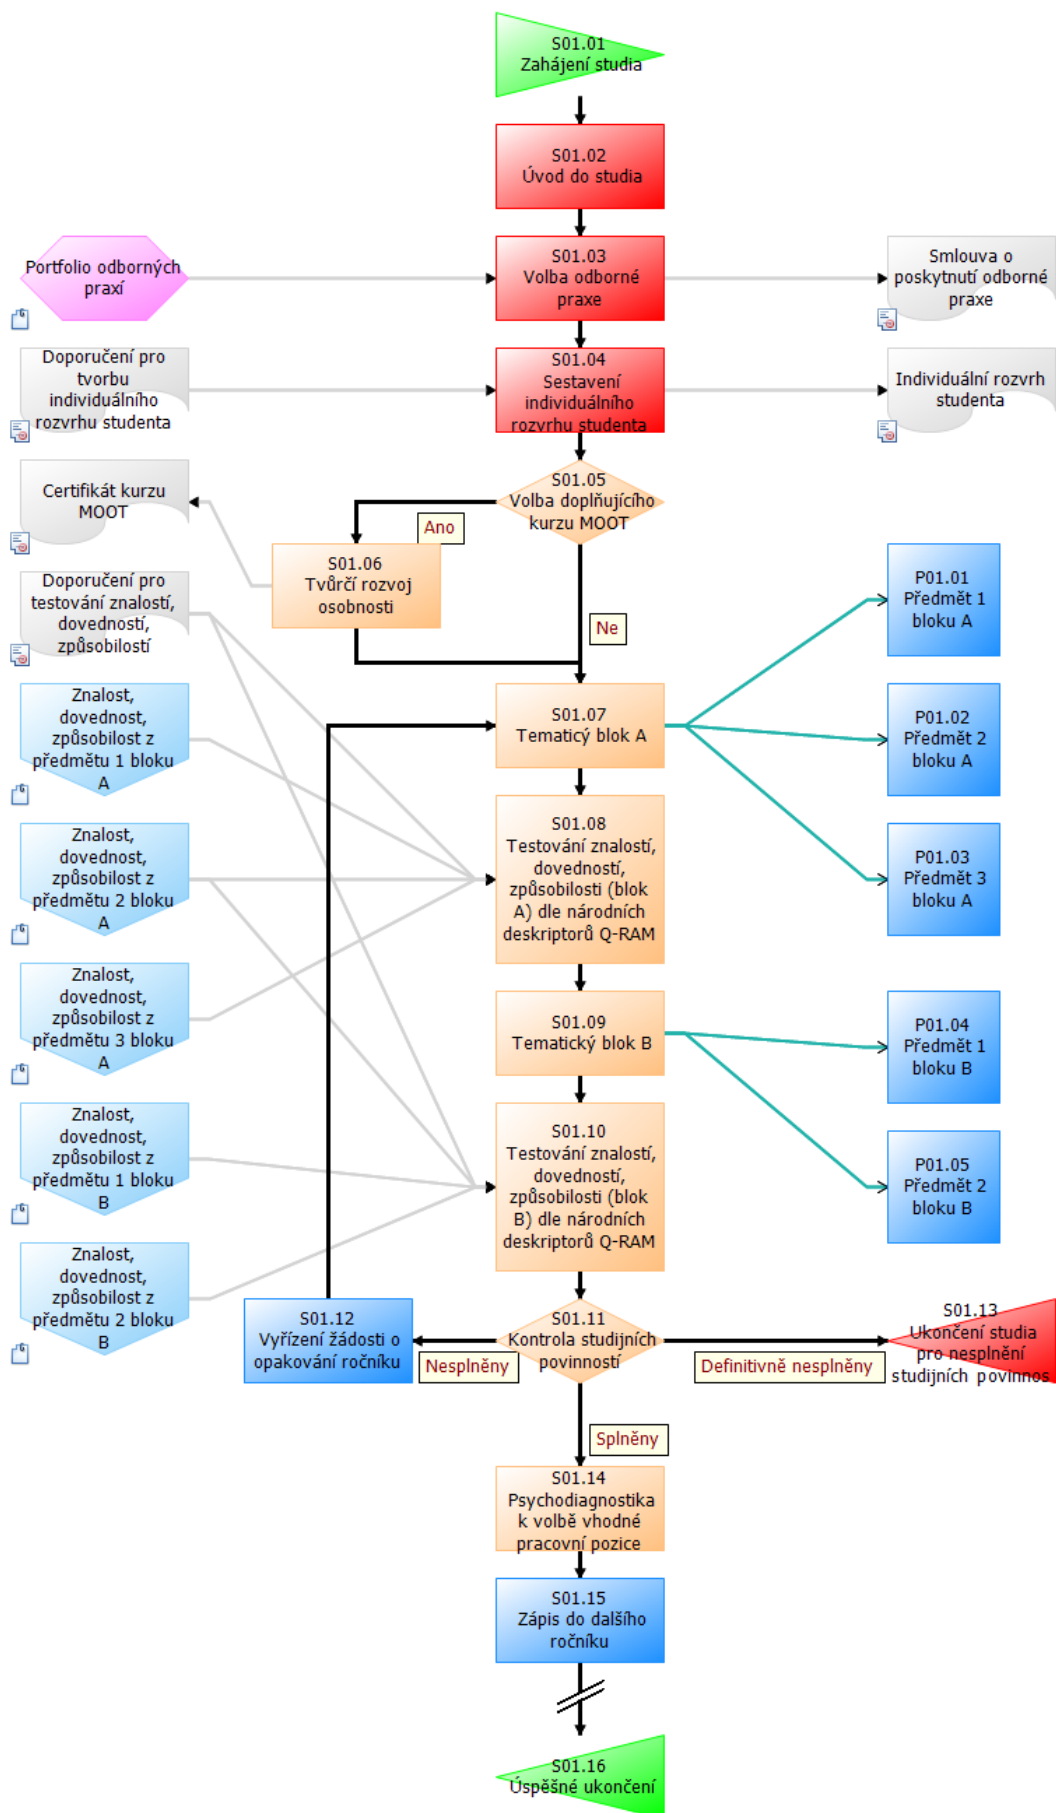 S01.01
Zahájení studia
S01.02
Úvod do studia
Portfolio odborných
praxí
S01.03
Volba odborné
praxe
Smlouva o
poskytnutí odborné
praxe
Doporučení pro
tvorbu
individuálního
rozvrhu studenta
S01.04
Sestavení
individuálního
rozvrhu studenta
Individuální rozvrh
studenta
Certifikát kurzu
MOOT
S01.05
Volba doplňujícího
kurzu MOOT
Ano
S01.06
Tvůrčí rozvoj
osobnosti
Ne
Doporučení pro
testování znalostí,
dovedností,
způsobilostí
P01.01
Předmět 1
bloku A
Znalost,
dovednost,
způsobilost z
předmětu 1 bloku
A
S01.07
Tematický blok A
P01.02
Předmět 2
bloku A
Znalost,
dovednost,
způsobilost z
předmětu 2 bloku
A
S01.08
Testování znalostí,
dovedností,
způsobilosti (blok
A) dle národních
deskriptorů Q-RAM
P01.03
Předmět 3
bloku A
Znalost,
dovednost,
způsobilost z
předmětu 3 bloku
A
S01.09
Tematický blok B
P01.04
Předmět 1
bloku B
Znalost,
dovednost,
způsobilost z
předmětu 1 bloku
B
S01.10
Testování znalostí,
dovedností,
způsobilosti (blok
B) dle národních
deskriptorů Q-RAM
P01.05
Předmět 2
bloku B
Znalost,
dovednost,
způsobilost z
předmětu 2 bloku
B
S01.12
Vyřízení žádosti o
opakování ročníku
Nesplněny
S01.11
Kontrola studijních
povinností
Definitivně nesplněny
S01.13
Ukončení studia
pro nesplnění
studijních povinnos
Splněny
S01.14
Psychodiagnostika
k volbě vhodné
pracovní pozice
S01.15
Zápis do dalšího
ročníku
S01.16
Úspěšné ukončení